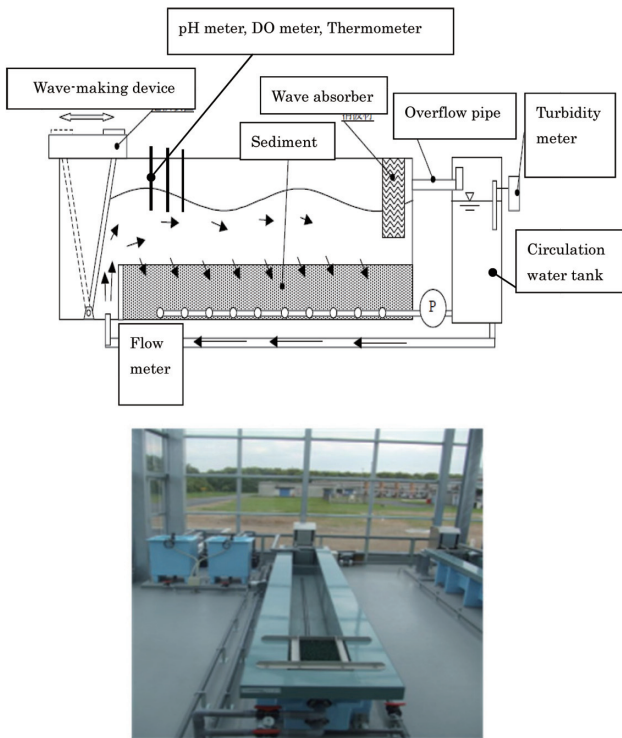 pH meter, DO meter, Thermometer
Wave-making device
Wave absorber
Overflow pipe
Turbidity
meter
Sediment
Circulation
water tank
P
Flow
meter